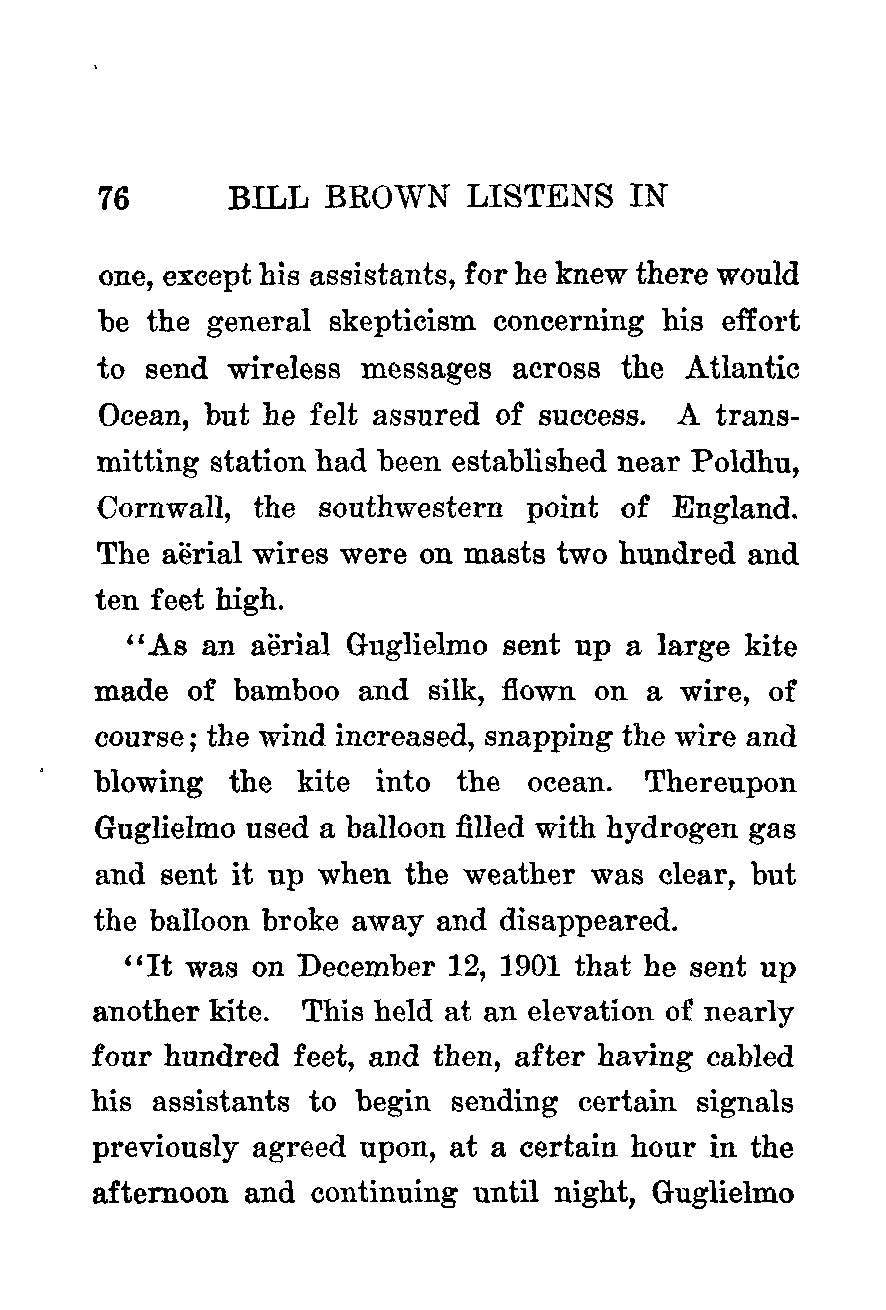 76 BILL BROWN LISTENS IN
one, except his assistants, for he knew there would
be the general skepticism concerning his effort
to send wireless messages across the Atlantic
Ocean, but he felt assured of success. A trans-
mitting station had been established near Poldhu,
Cornwall, the southwestern point of England.
The aërial wires were on masts two hundred and
ten feet high.
“As an aërial Guglielmo sent up a large kite
made of bamboo and silk, flown on a wire, of
course; the wind increased, snapping the wire and
blowing the kite into the ocean. Thereupon
Guglielmo used a balloon filled with hydrogen gas
and sent it up when the weather was clear, but
the balloon broke away and disappeared.
“It was on December 12, 1901 that he sent up
another kite. This held at an elevation of nearly
four hundred feet, and then, after having cabled
his assistants to begin sending certain signals
previously agreed upon, at a certain hour in the
afternoon and continuing until night, Guglielmo